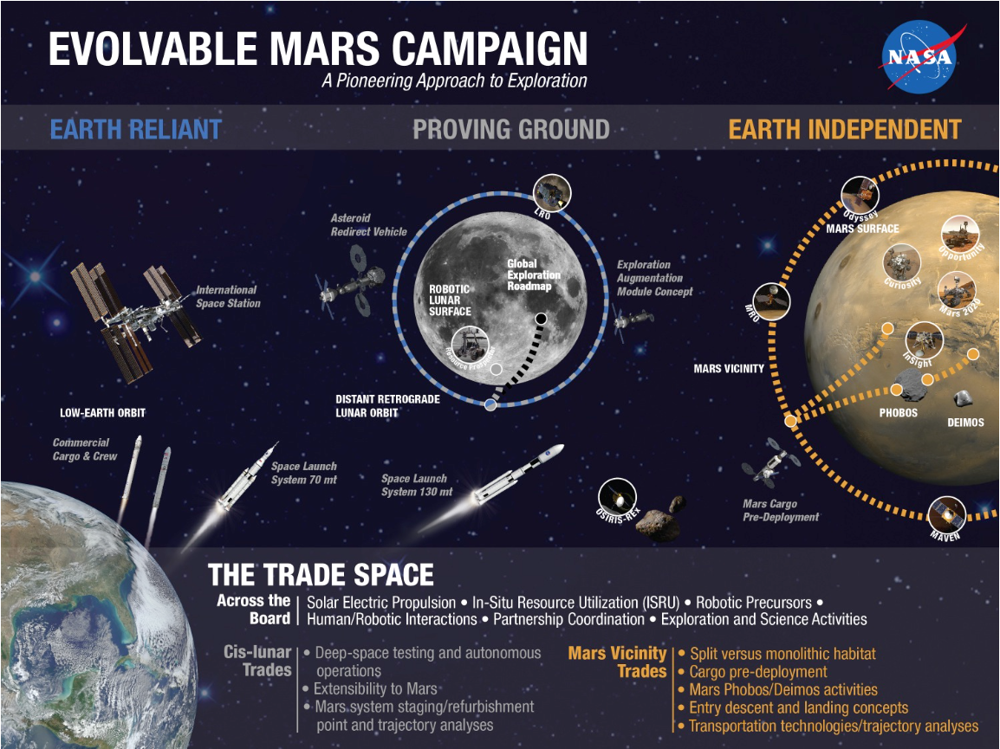 EVOLVABLE MARS CAMPAIGN
A Pioneering Approach to Exploration
NASA
EARTH RELIANT
PROVING GROUND
EARTH INDEPENDENT
International
Space Station
LOW-EARTH ORBIT
Commercial
Cargo & Crew
Space Launch
System 70 mt
Asteroid
Redirect Vehicle
LRO
Global
Exploration
Roadmap
ROBOTIC
LUNAR
SURFACE
Resource Prospector
Exploration
Augmentation
Module Concept
DISTANT RETROGRADE
LUNAR ORBIT
Space Launch
System 130 mt
OSIRIS-REx
Odyssey
MARS SURFACE
Opportunity
Curiosity
Mars 2020
MRO
InSight
MARS VICINITY
PHOBOS
DEIMOS
Mars Cargo
Pre-Deployment
MAVEN
THE TRADE SPACE
Across the
Board
Solar Electric Propulsion • In-Situ Resource Utilization (ISRU) • Robotic Precursors •
Human/Robotic Interactions • Partnership Coordination • Exploration and Science Activities
Cis-lunar
Trades
• Deep-space testing and autonomous
operations
• Extensibility to Mars
• Mars system staging/refurbishment
point and trajectory analyses
Mars Vicinity
Trades
• Split versus monolithic habitat
• Cargo pre-deployment
• Mars Phobos/Deimos activities
• Entry descent and landing concepts
• Transportation technologies/trajectory analyses